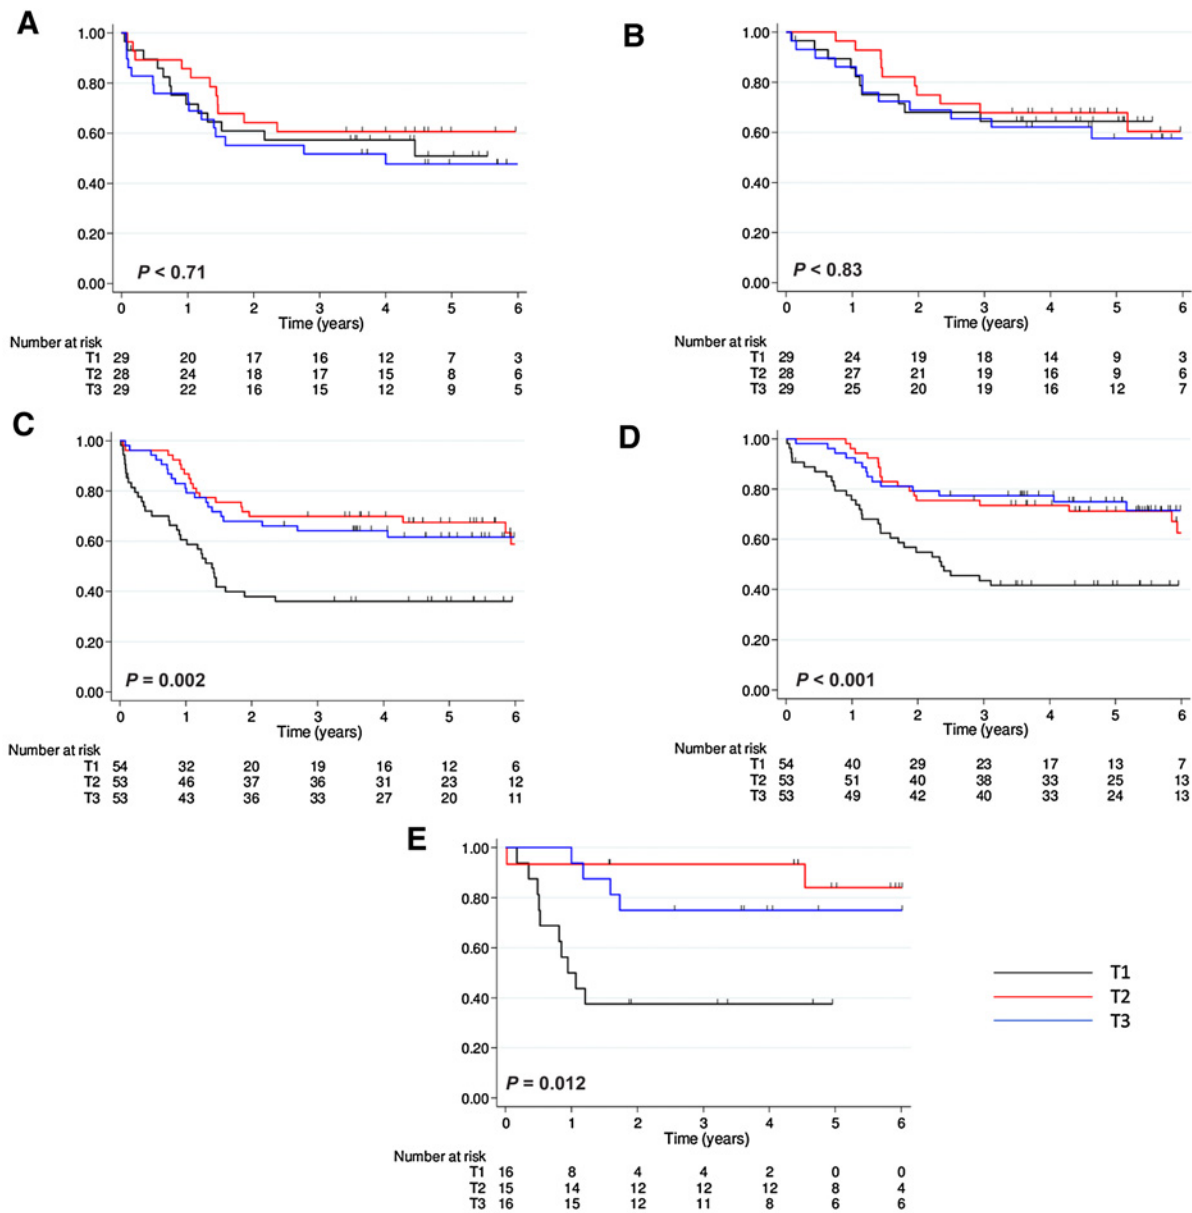 A
1.00
0.80
0.60
0.40
0.20
0.00
P < 0.71
0 1 2 3 4 5 6
Time (years)
Number at risk
T1 29 20 17 16 12 7 3
T2 28 24 18 17 15 8 6
T3 29 22 16 15 12 9 5
B
1.00
0.80
0.60
0.40
0.20
0.00
P < 0.83
0 1 2 3 4 5 6
Time (years)
Number at risk
T1 29 24 19 18 14 9 3
T2 28 27 21 19 16 9 6
T3 29 25 20 19 16 12 7
C
1.00
0.80
0.60
0.40
0.20
0.00
P = 0.002
0 1 2 3 4 5 6
Time (years)
Number at risk
T1 54 32 20 19 16 12 6
T2 53 46 37 36 31 23 12
T3 53 43 36 33 27 20 11
D
1.00
0.80
0.60
0.40
0.20
0.00
P < 0.001
0 1 2 3 4 5 6
Time (years)
Number at risk
T1 54 40 29 23 17 13 7
T2 53 51 40 38 33 25 13
T3 53 49 42 40 33 24 13
E
1.00
0.80
0.60
0.40
0.20
0.00
P = 0.012
0 1 2 3 4 5 6
Time (years)
Number at risk
T1 16 8 4 4 2 0 0
T2 15 14 12 12 12 8 4
T3 16 15 12 11 8 6 6
T1
T2
T3